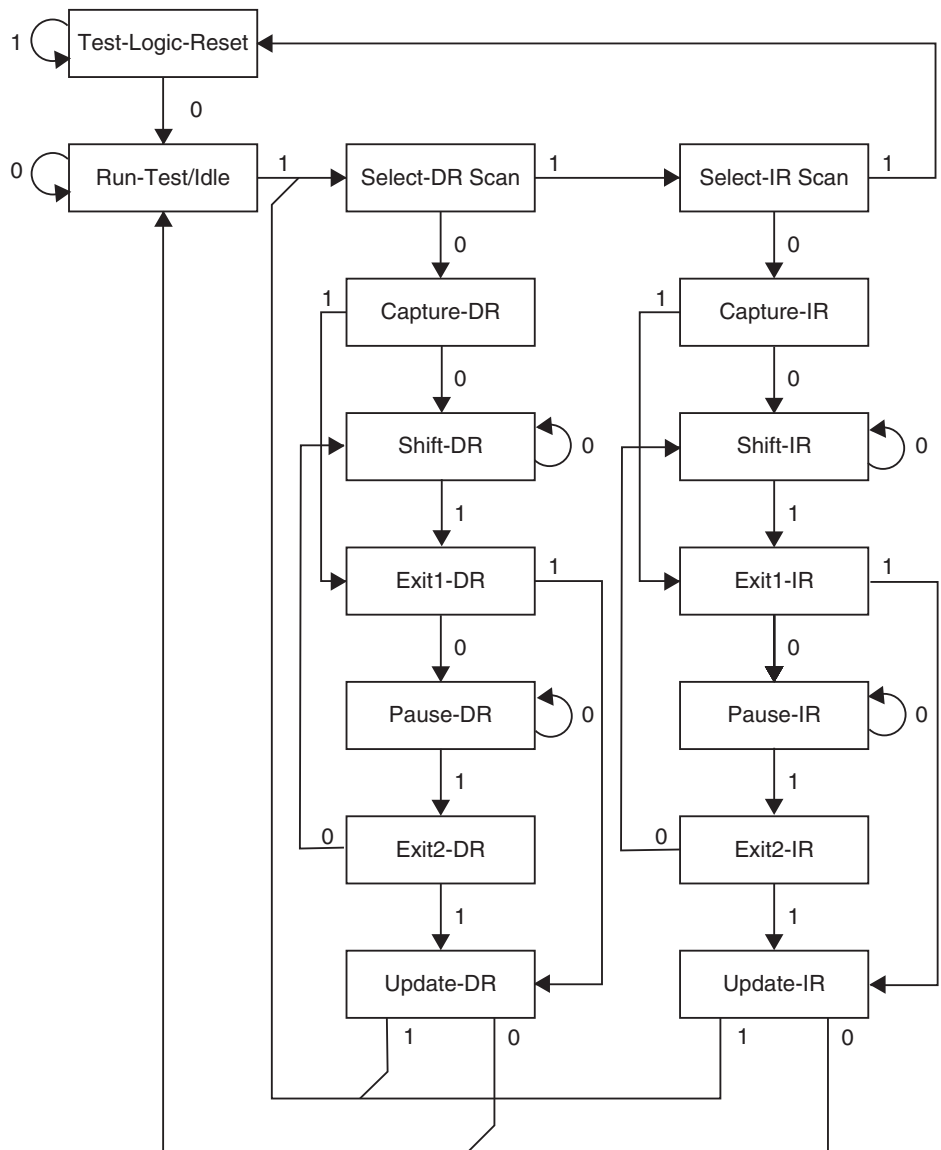 Test-Logic-Reset
1
0
0
Run-Test/Idle
1
Select-DR Scan
1
Select-IR Scan
1
0
0
1
Capture-DR
1
Capture-IR
0
0
Shift-DR
0
Shift-IR
0
1
1
Exit1-DR
1
Exit1-IR
1
0
0
Pause-DR
0
Pause-IR
0
1
1
0
Exit2-DR
0
Exit2-IR
1
1
Update-DR
Update-IR
1
0
1
0